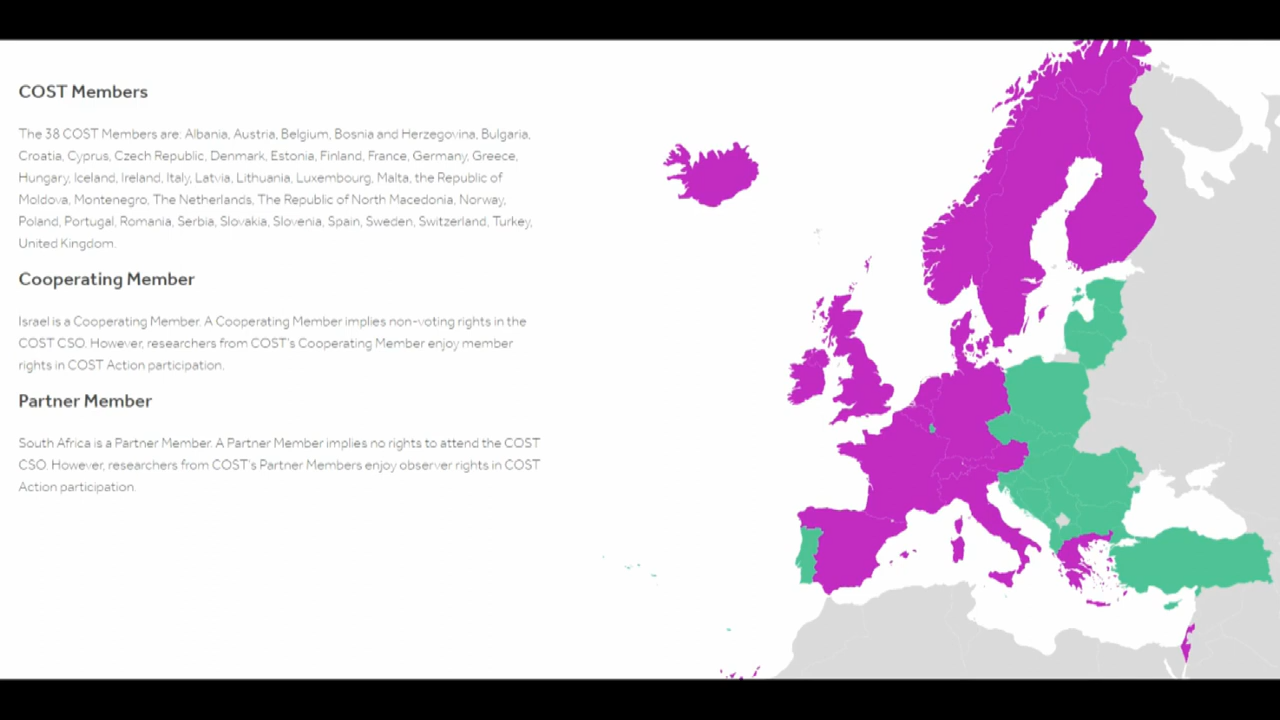 COST Members
The 38 COST Members are: Albania, Austria, Belgium, Bosnia and Herzegovina, Bulgaria,
Croatia, Cyprus, Czech Republic, Denmark, Estonia, Finland, France, Germany, Greece,
Hungary, Iceland, Ireland, Italy, Latvia, Lithuania, Luxembourg, Malta, the Republic of
Moldova, Montenegro, The Netherlands, The Republic of North Macedonia, Norway,
Poland, Portugal, Romania, Serbia, Slovakia, Slovenia, Spain, Sweden, Switzerland, Turkey,
United Kingdom.
Cooperating Member
Israel is a Cooperating Member. A Cooperating Member implies non-voting rights in the
COST CSO. However, researchers from COST's Cooperating Member enjoy member
rights in COST Action participation.
Partner Member
South Africa is a Partner Member. A Partner Member implies no rights to attend the COST
CSO. However, researchers from COST's Partner Members enjoy observer rights in COST
Action participation.